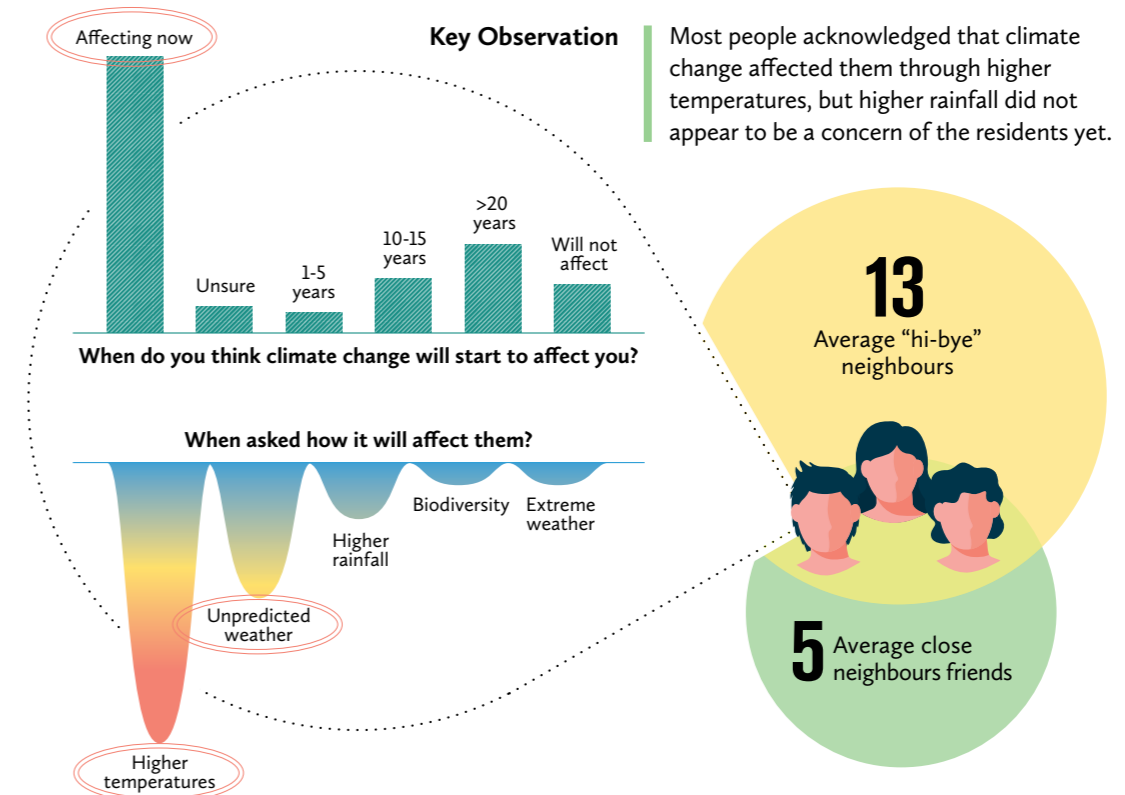 Affecting now
Key Observation
Most people acknowledged that climate
change affected them through higher
temperatures, but higher rainfall did not
appear to be a concern of the residents yet.
Unsure
1-5
years
10-15
years
>20
years
Will not
affect
When do you think climate change will start to affect you?
When asked how it will affect them?
Higher
temperatures
Unpredicted
weather
Higher
rainfall
Biodiversity
Extreme
weather
13
Average “hi-bye”
neighbours
5
Average close
neighbours friends